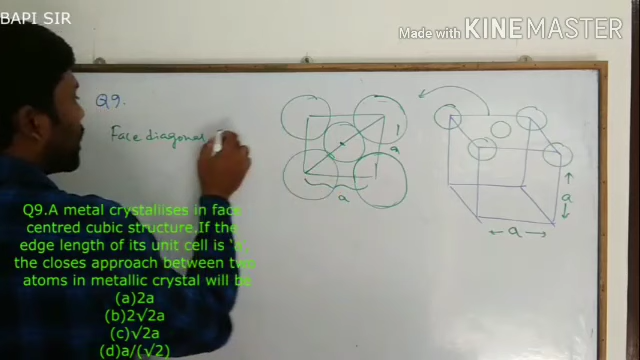 BAPI SIR
Made with KINEMASTER
Q9.
Face diagonal
a
a
a
a
Q9.A metal crystallises in face
centred cubic structure.If the
edge length of its unit cell is 'a',
the closes approach between two
atoms in metallic crystal will be
(a)2a
(b)2√2a
(c)√2a
(d)a/(√2)